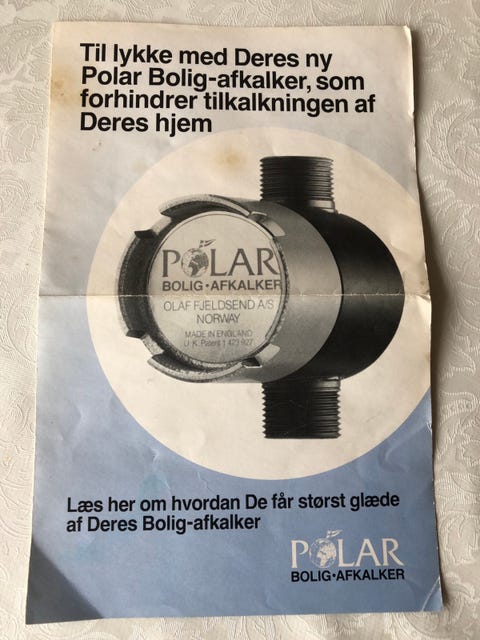 Til lykke med Deres ny
Polar Bolig-afkalker, som
forhindrer tilkalkningen af
Deres hjem
POLAR
BOLIG•AFKALKER
OLAF FJELDSEND A/S
NORWAY
MADE IN ENGLAND
U.K. Patent 1 423 927
Læs her om hvordan De får størst glæde
af Deres Bolig-afkalker
POLAR
BOLIG•AFKALKER